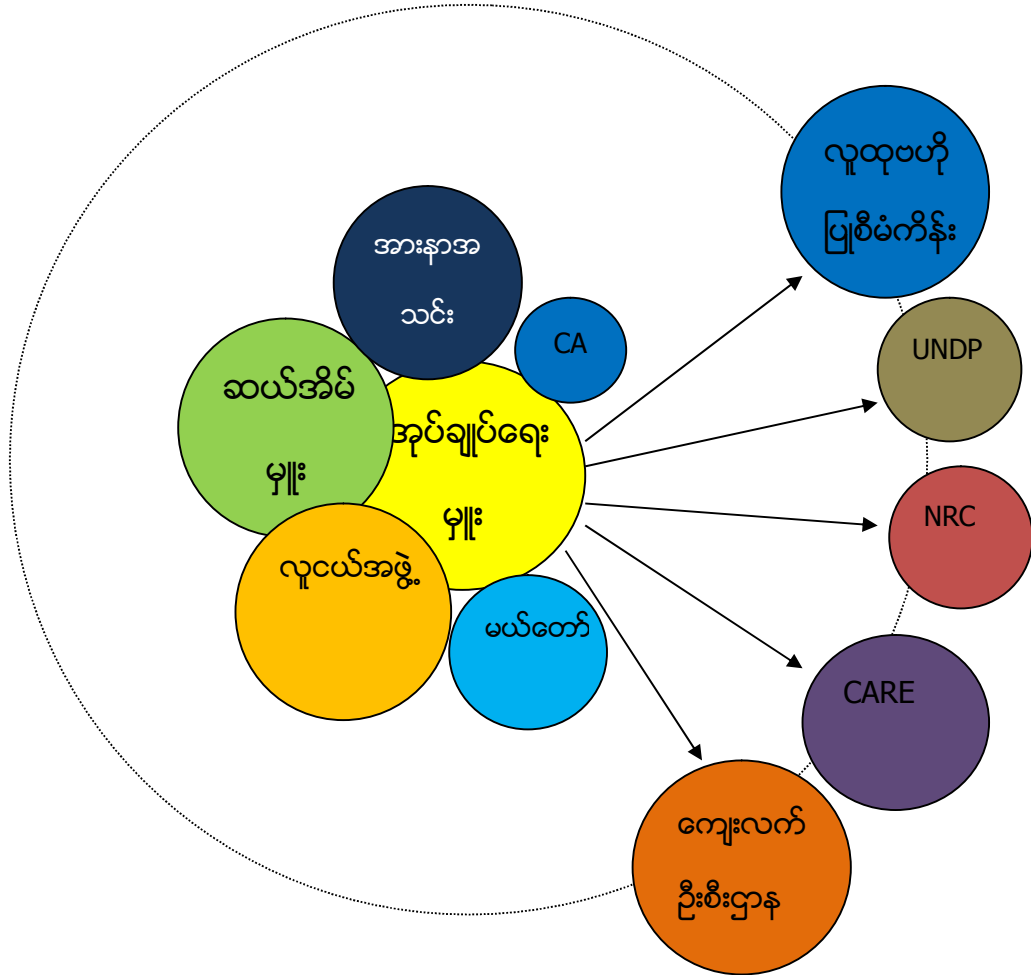 လူထုဗဟို
ပြုစီမံကိန်း
အားနာအ
သင်း
CA
UNDP
ဆယ်အိမ်
မှူး
အုပ်ချုပ်ရေး
မှူး
NRC
လူငယ်အဖွဲ့
မယ်တော်
CARE
ကျေးလက်
ဦးစီးဌာန